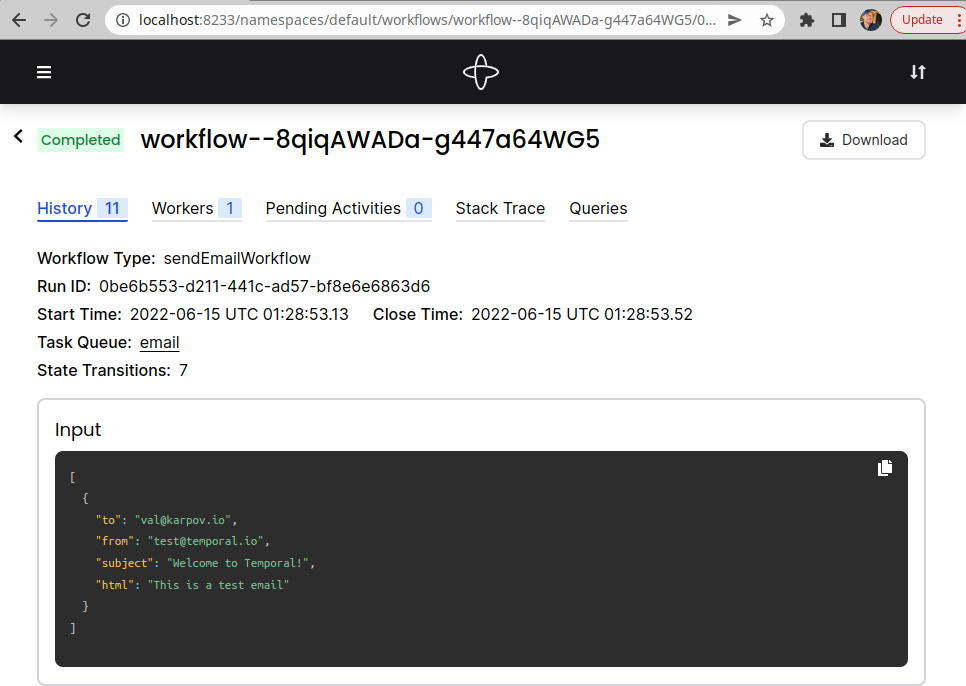 localhost:8233/namespaces/default/workflows/workflow--8qiqAWADa-g447a64WG5/0...
Update
Completed workflow--8qiqAWADa-g447a64WG5 Download
History 11 Workers 1 Pending Activities 0 Stack Trace Queries
Workflow Type: sendEmailWorkflow
Run ID: 0be6b553-d211-441c-ad57-bf8e6e6863d6
Start Time: 2022-06-15 UTC 01:28:53.13 Close Time: 2022-06-15 UTC 01:28:53.52
Task Queue: email
State Transitions: 7
Input
[
{
"to": "val@karpov.io",
"from": "test@temporal.io",
"subject": "Welcome to Temporal!",
"html": "This is a test email"
}
]